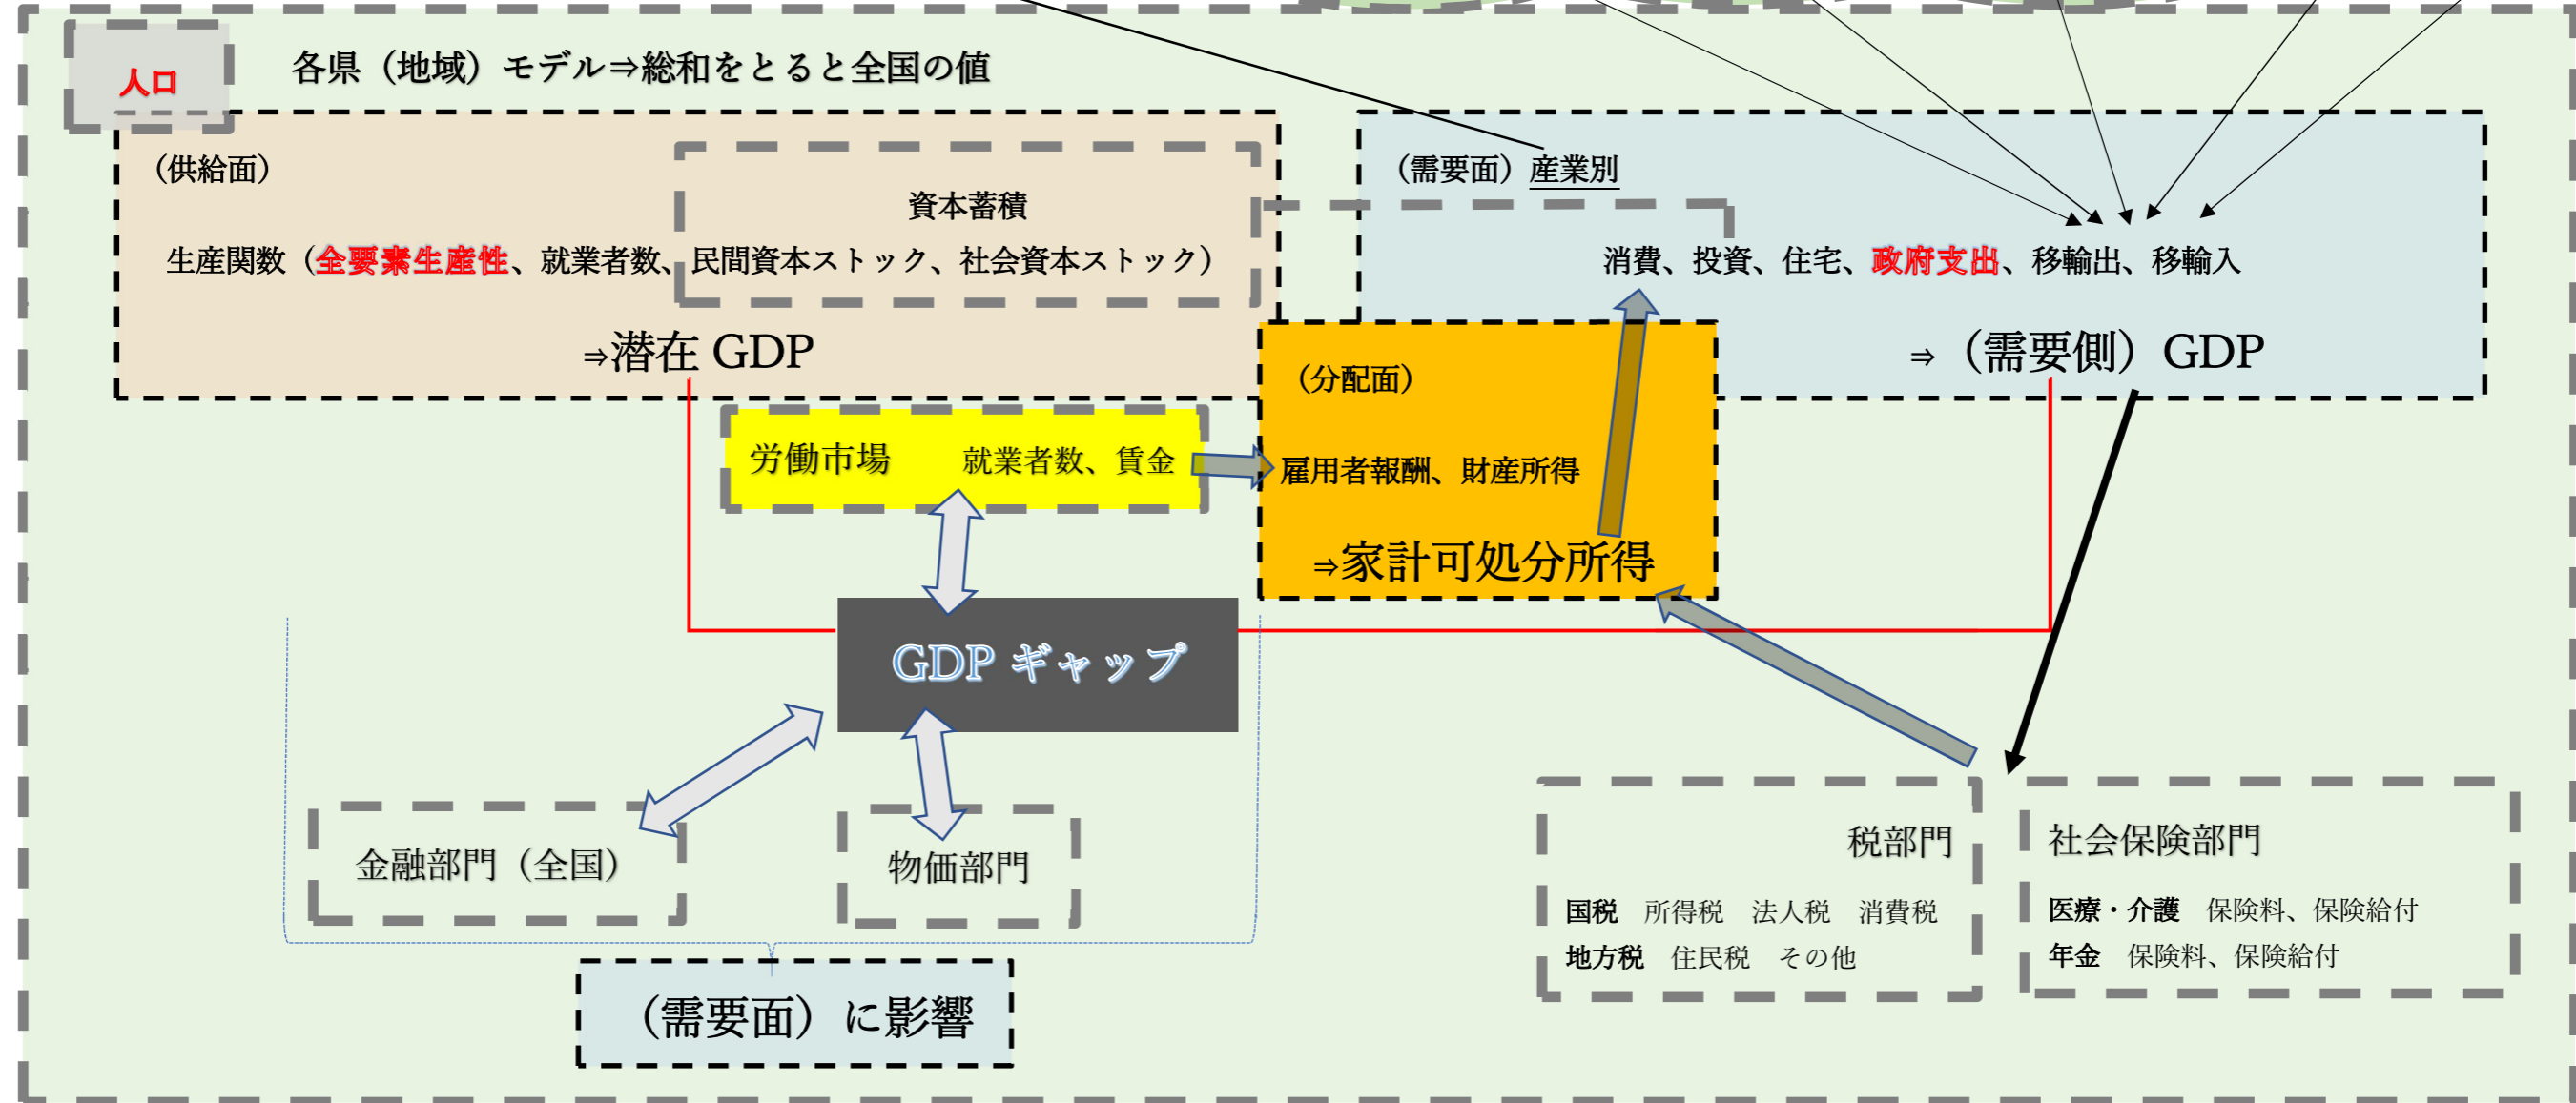 人口
各県（地域）モデル⇒総和をとると全国の値
（供給面）
資本蓄積
生産関数（全要素生産性、就業者数、民間資本ストック、社会資本ストック）
⇒潜在 GDP
（需要面）産業別
消費、投資、住宅、政府支出、移輸出、移輸入
⇒（需要側）GDP
（分配面）
雇用者報酬、財産所得
⇒家計可処分所得
労働市場　就業者数、賃金
GDP ギャップ
金融部門（全国）
物価部門
（需要面）に影響
税部門
国税　所得税　法人税　消費税
地方税　住民税　その他
社会保険部門
医療・介護　保険料、保険給付
年金　保険料、保険給付